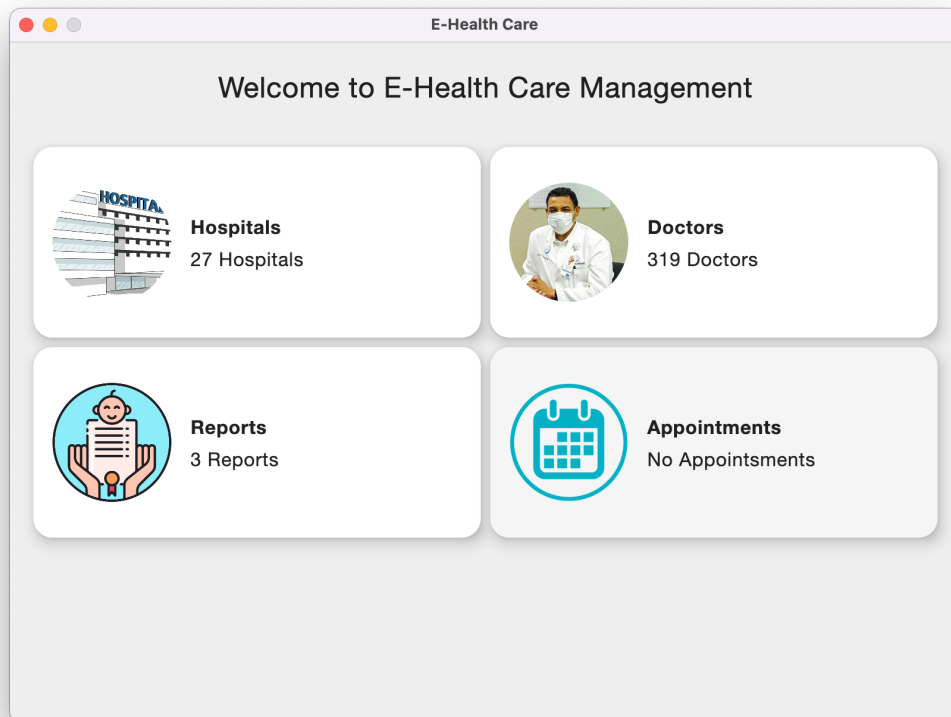 E-Health Care
Welcome to E-Health Care Management
HOSPITA
Hospitals
27 Hospitals
Doctors
319 Doctors
Reports
3 Reports
Appointments
No Appointsments